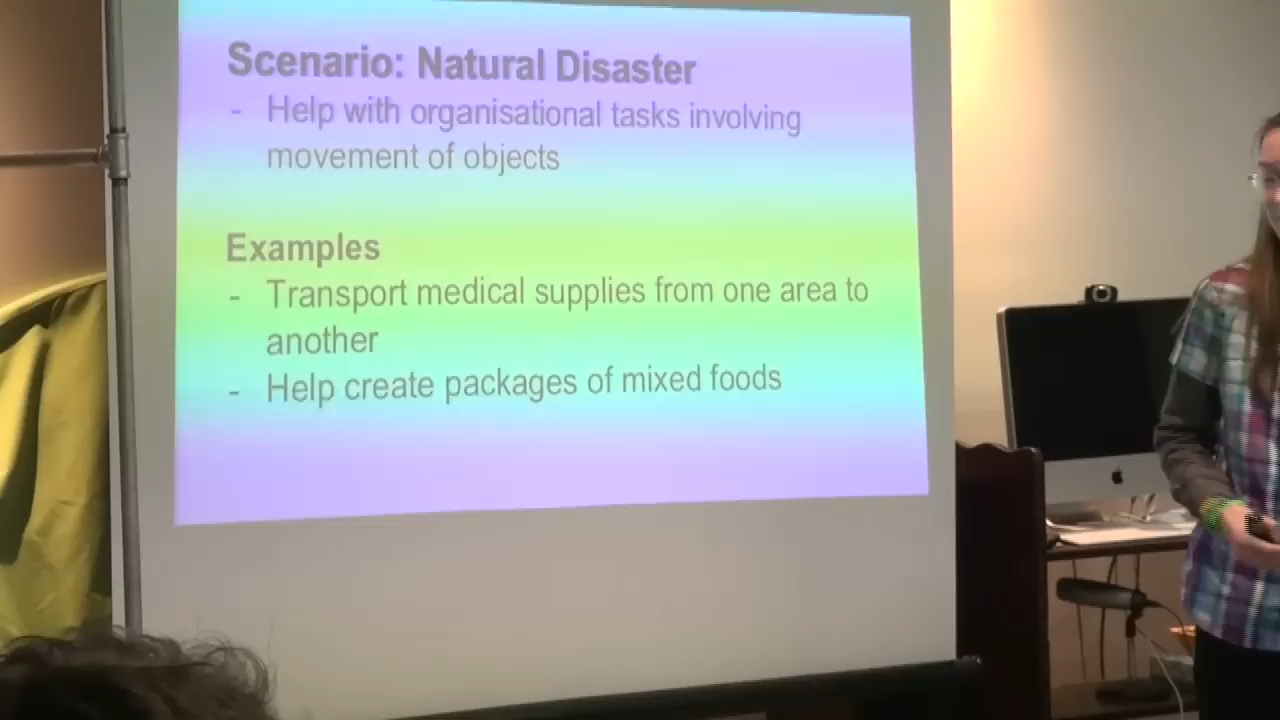 Scenario: Natural Disaster
- Help with organisational tasks involving
movement of objects
Examples
- Transport medical supplies from one area to
another
- Help create packages of mixed foods